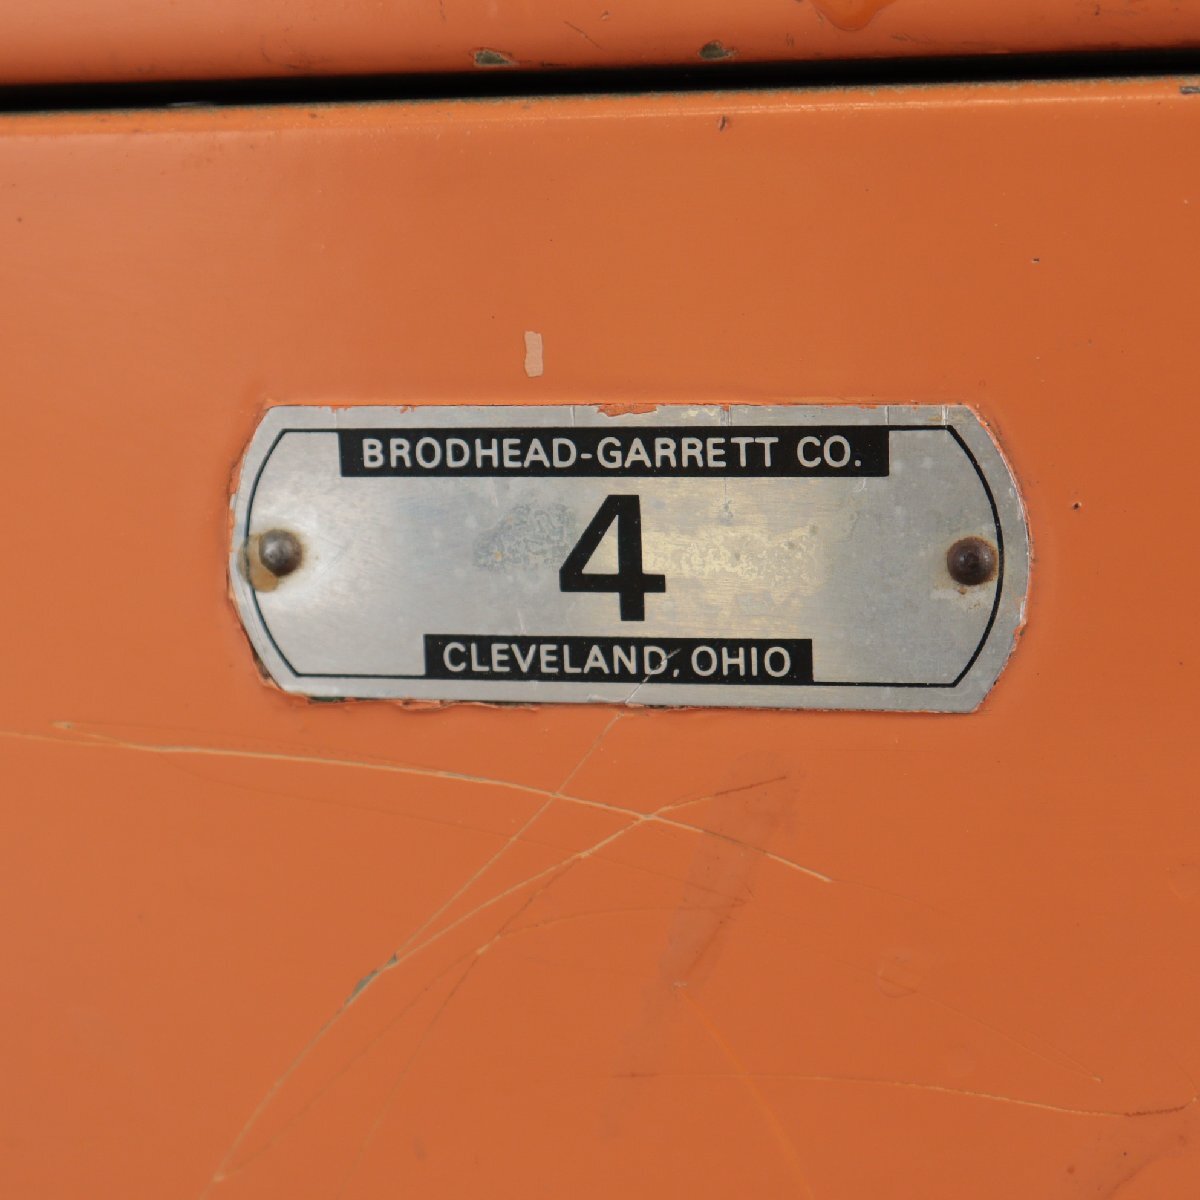 BRODHEAD-GARRETT CO.
4
CLEVELAND, OHIO